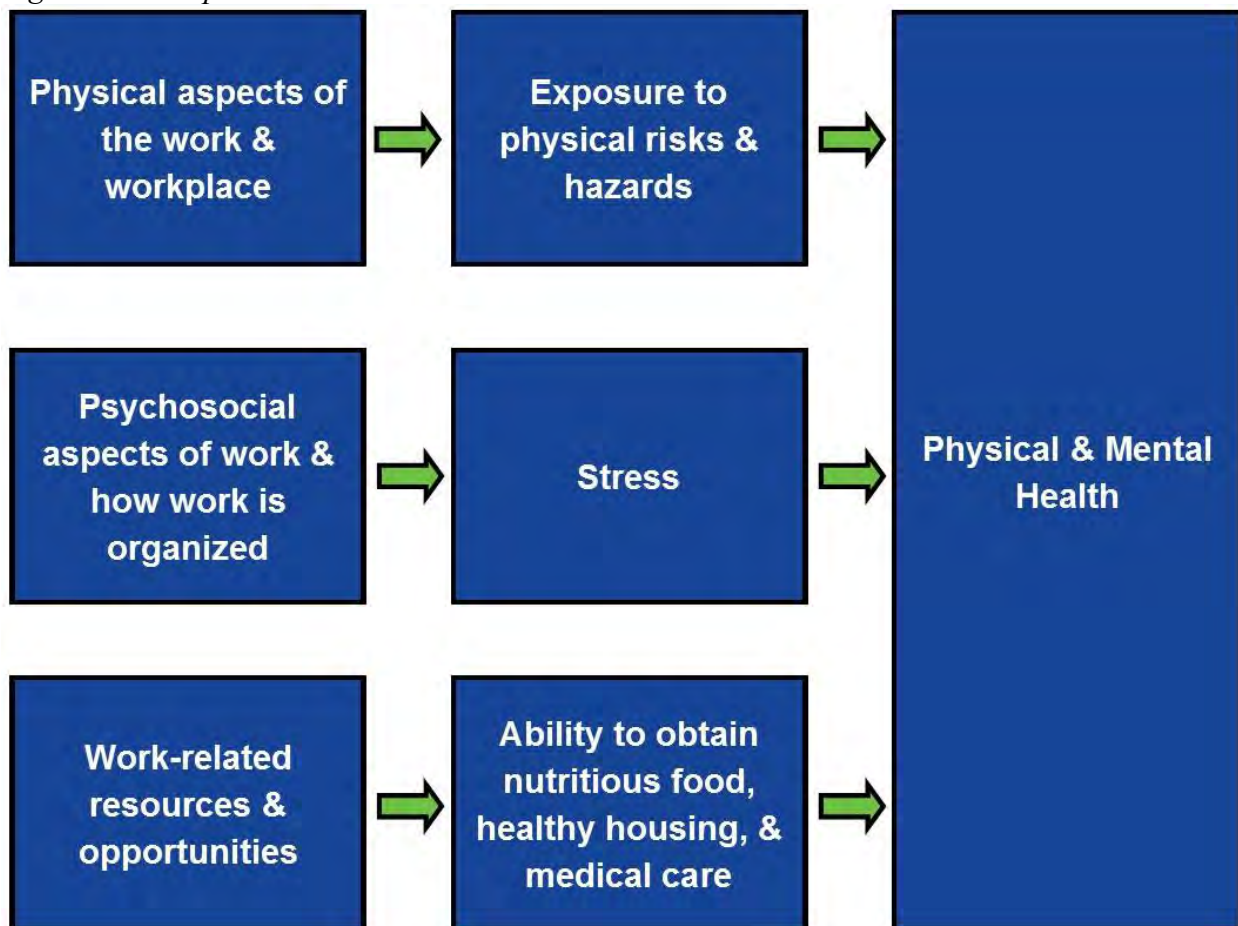 Physical aspects of
the work &
workplace
Exposure to
physical risks &
hazards
Psychosocial
aspects of work &
how work is
organized
Stress
Physical & Mental
Health
Work-related
resources &
opportunities
Ability to obtain
nutritious food,
healthy housing, &
medical care